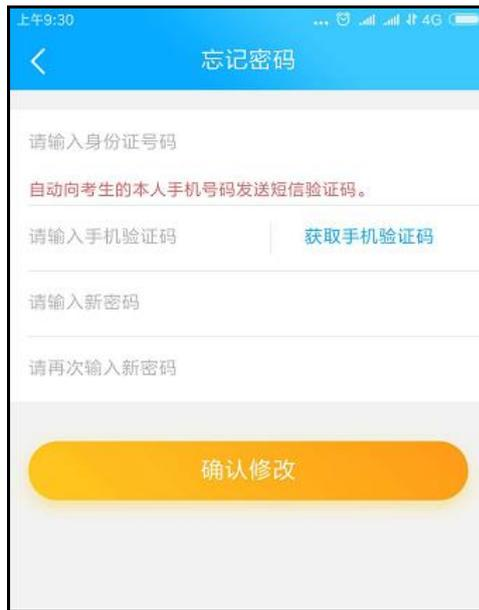 上午9:30
... 4G
忘记密码
请输入身份证号码
自动向考生的本人手机号码发送短信验证码。
请输入手机验证码
获取手机验证码
请输入新密码
请再次输入新密码
确认修改